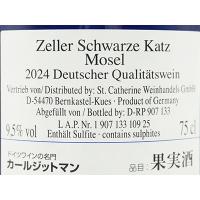 Zeller Schwarze Katz
Mosel
2024 Deutscher Qualitätswein
Vertrieb von/Distributed by: St. Catherine Weinhandels GmbH
D-54470 Bernkastel-Kues · Product of Germany
Abgefüllt von/Bottled by: D-RP 907 133
9.5% vol L A.P. Nr. 1 907 133 109 25 75 cl
Enthält Sulfite - contains sulphites
ドイツワインの名門
カールジットマン
品目: 果実酒